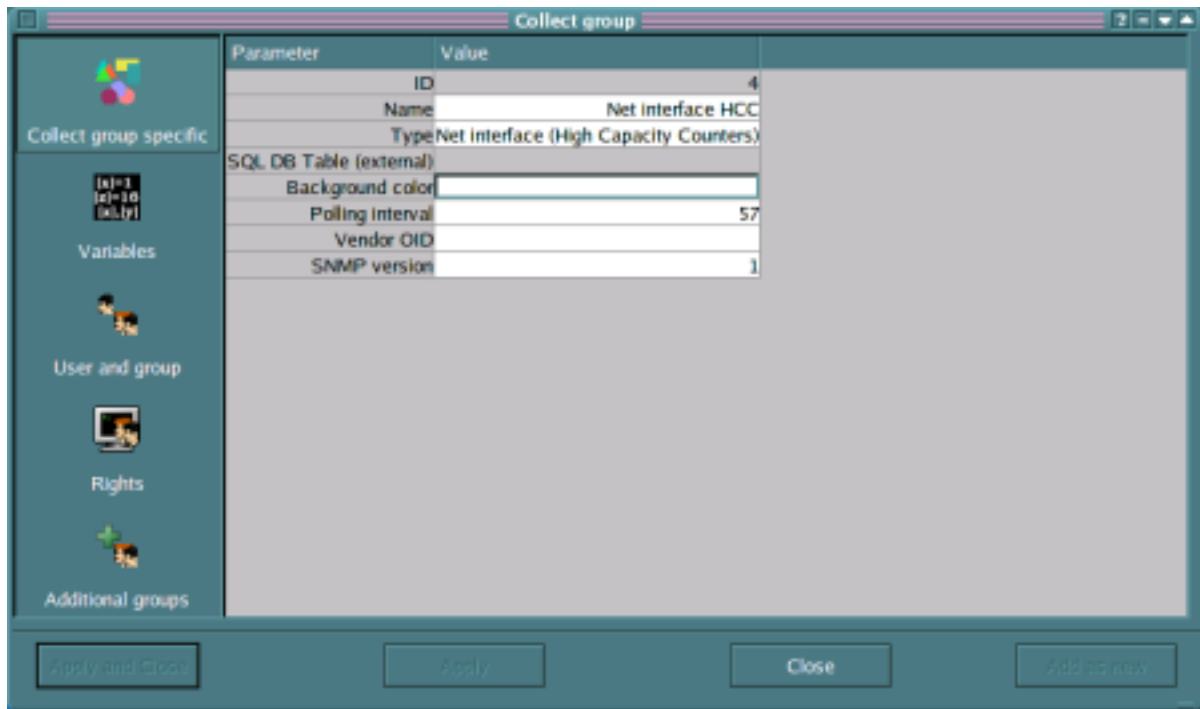 Collect group
Parameter Value
ID 4
Name Net interface HCC
Type Net interface (High Capacity Counters)
SQL DB Table (external)
Background color
Polling interval 57
Vendor OID
SNMP version 1
Collect group specific
[x]=1
[z]=16
[x].[y]
Variables
User and group
Rights
Additional groups
Apply and Close Apply Close Add as new